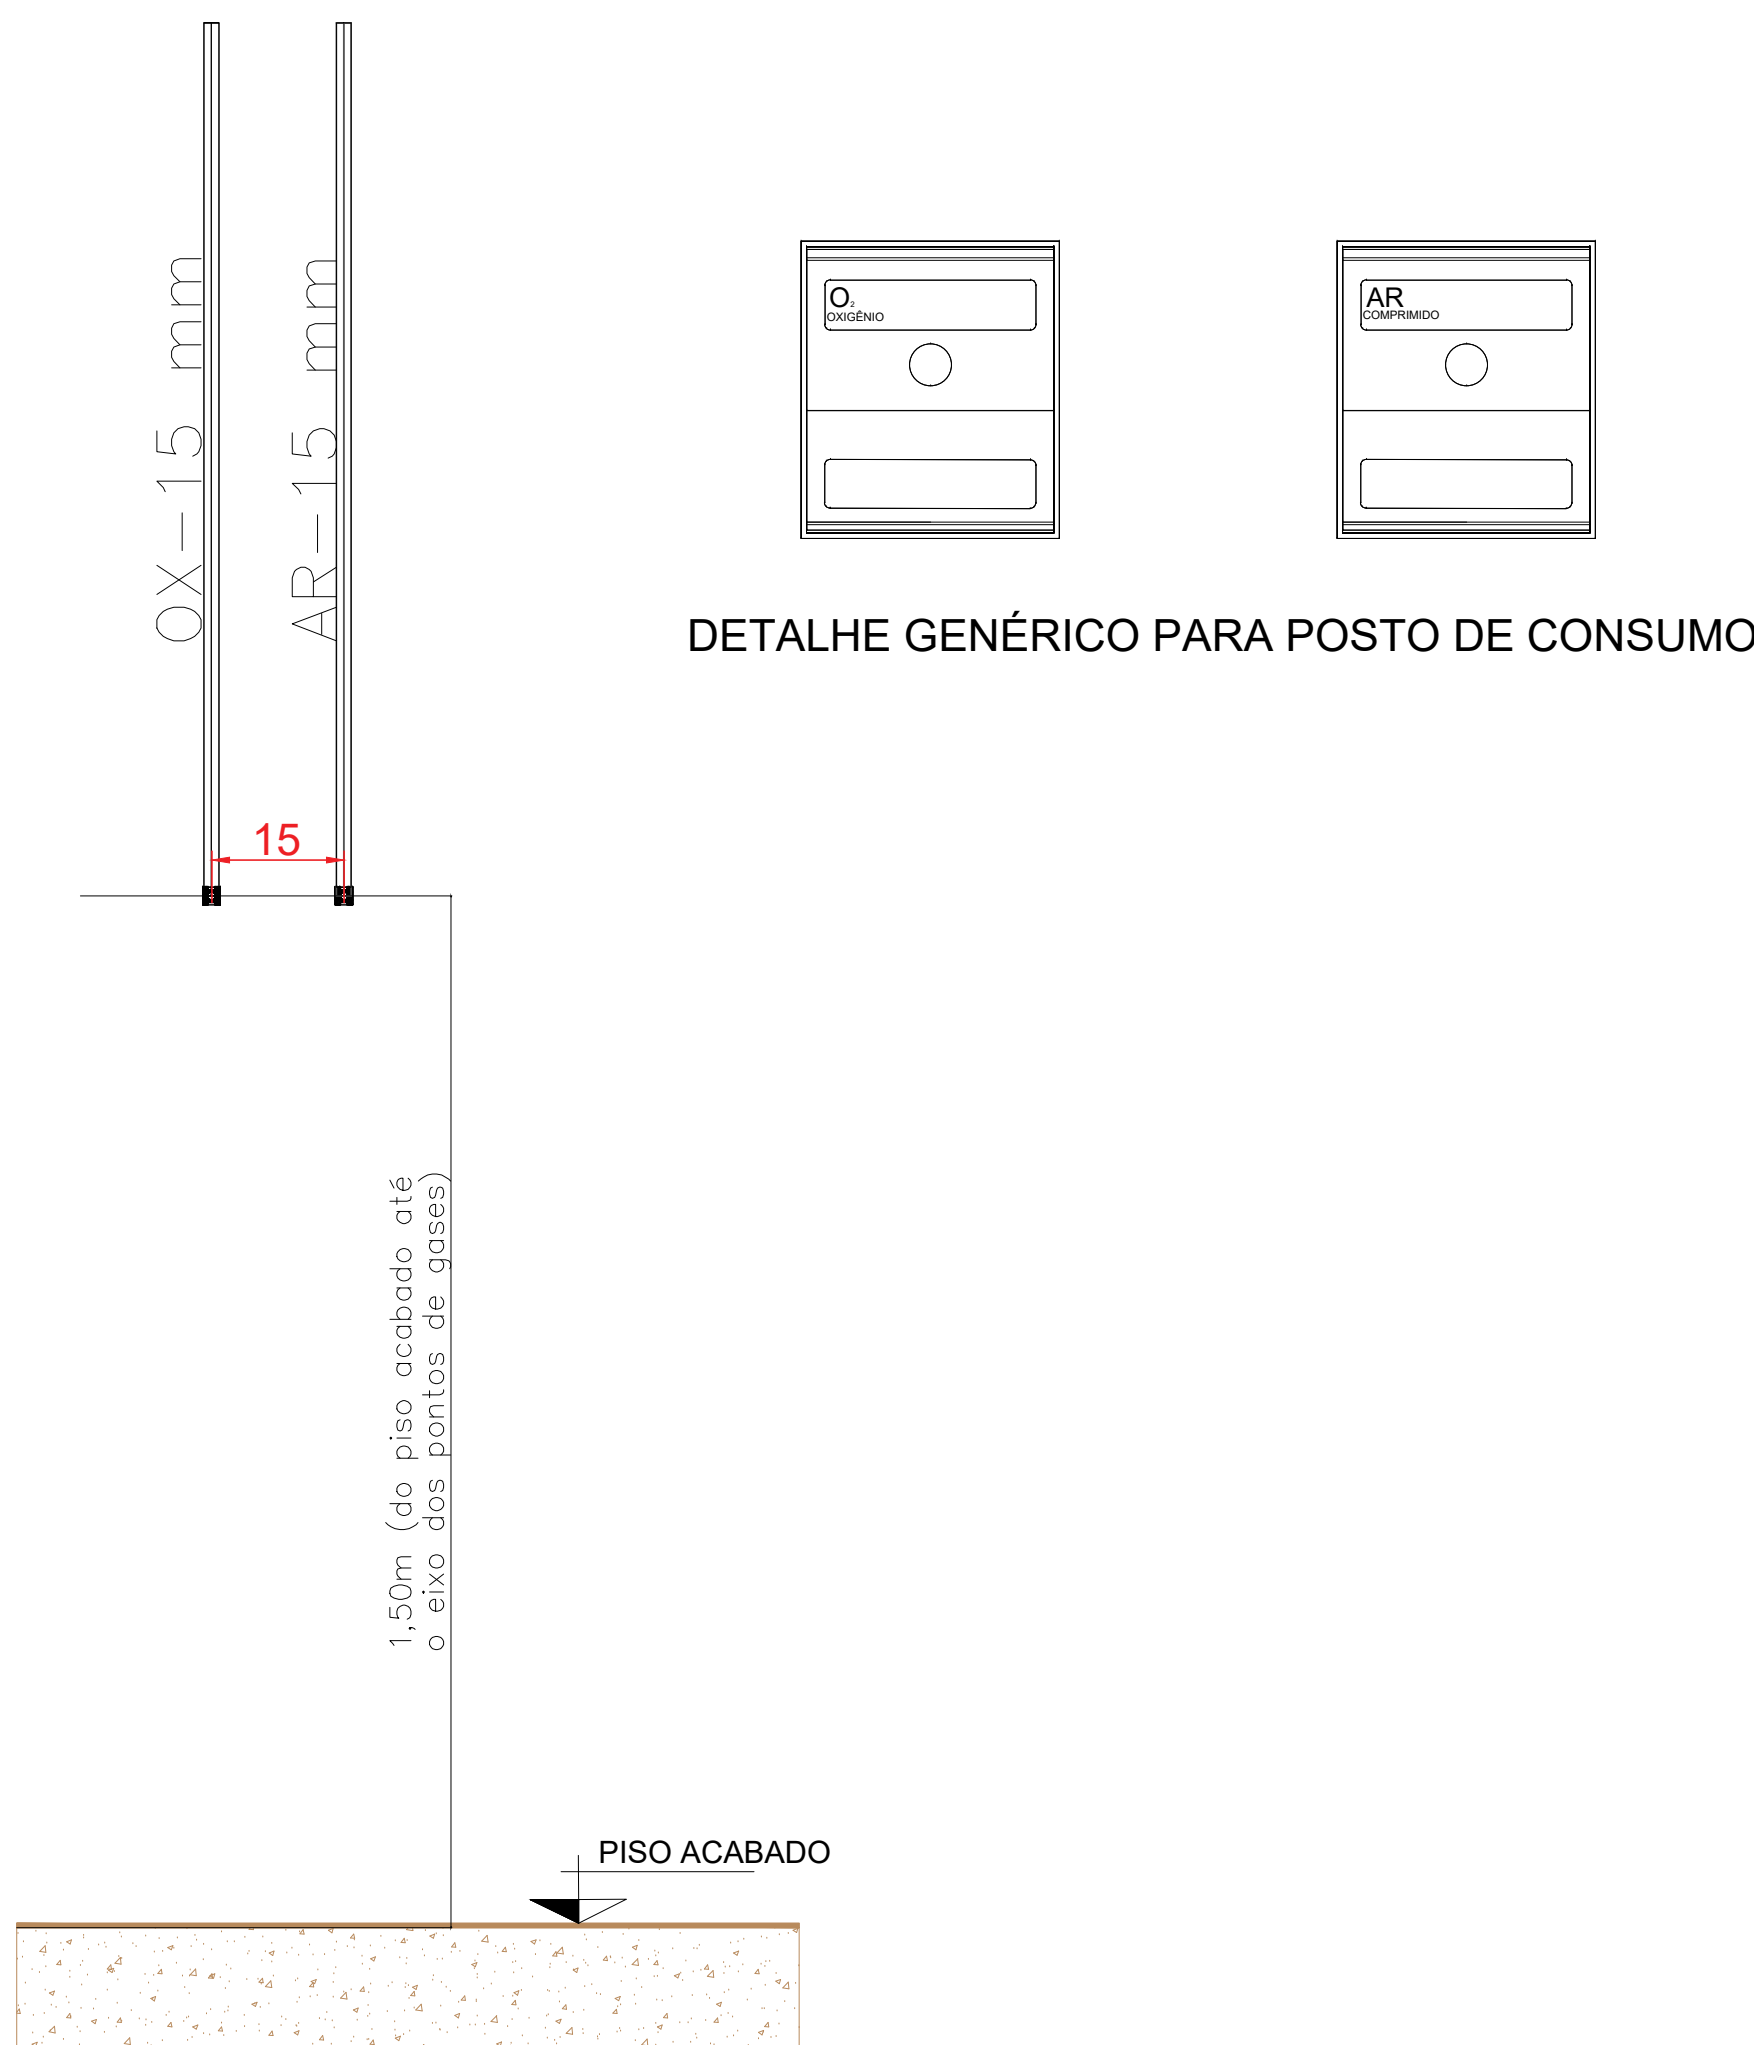 OX-15 mm
AR-15 mm
O₂
OXIGÊNIO
AR
COMPRIMIDO
DETALHE GENÉRICO PARA POSTO DE CONSUMO
15
1,50m (do piso acabado até
o eixo dos pontos de gases)
PISO ACABADO